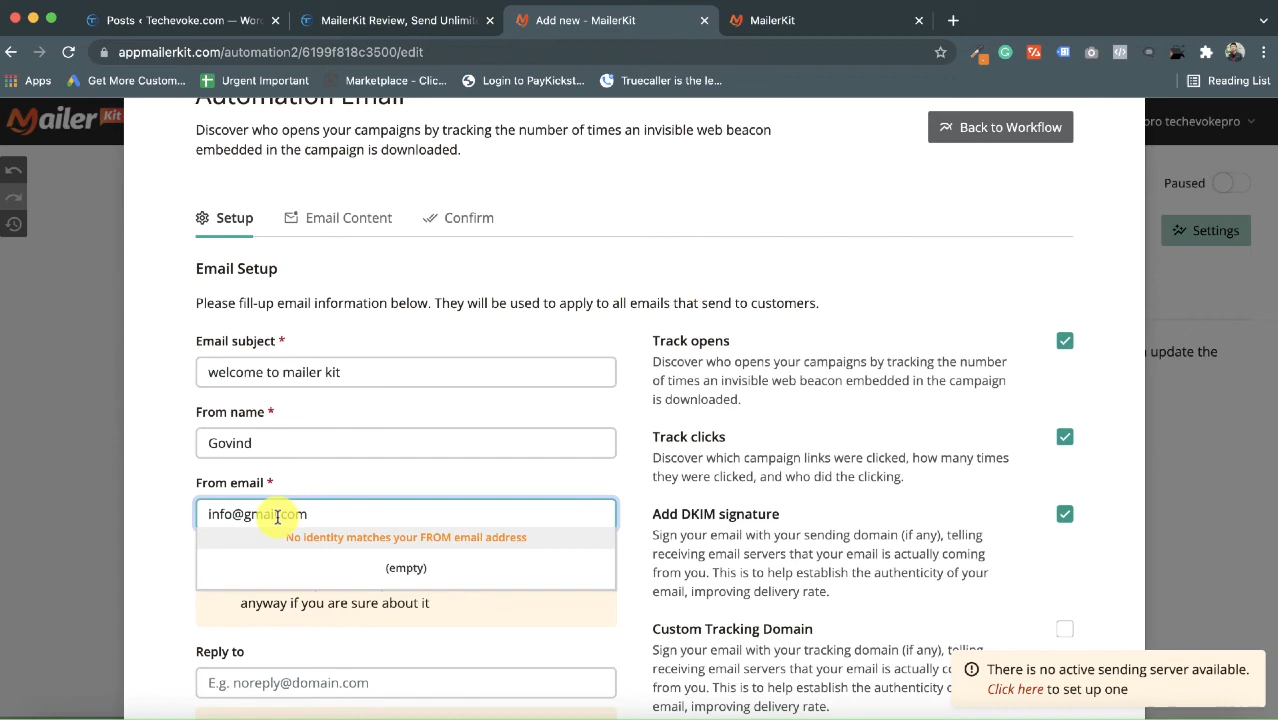 Posts ‹ Techevoke.com — Wor
MailerKit Review, Send Unlimit
Add new - MailerKit
MailerKit
appmailerkit.com/automation2/6199f818c3500/edit
Apps
Get More Custom...
Urgent Important
Marketplace - Clic...
Login to PayKickst...
Truecaller is the le...
Reading List
Mailer Kit
Automation Email
pro techevokepro
Discover who opens your campaigns by tracking the number of times an invisible web beacon
embedded in the campaign is downloaded.
Back to Workflow
Paused
Setup
Email Content
Confirm
Settings
Email Setup
Please fill-up email information below. They will be used to apply to all emails that send to customers.
Email subject *
welcome to mailer kit
From name *
Govind
From email *
info@gmail.com
No identity matches your FROM email address
(empty)
anyway if you are sure about it
Reply to
E.g. noreply@domain.com
Track opens
Discover who opens your campaigns by tracking the number
of times an invisible web beacon embedded in the campaign
is downloaded.
Track clicks
Discover which campaign links were clicked, how many times
they were clicked, and who did the clicking.
Add DKIM signature
Sign your email with your sending domain (if any), telling
receiving email servers that your email is actually coming
from you. This is to help establish the authenticity of your
email, improving delivery rate.
Custom Tracking Domain
Sign your email with your tracking domain (if any), telling
receiving email servers that your email is actually
from you. This is to help establish the authenticity
email, improving delivery rate.
update the
There is no active sending server available.
Click here to set up one